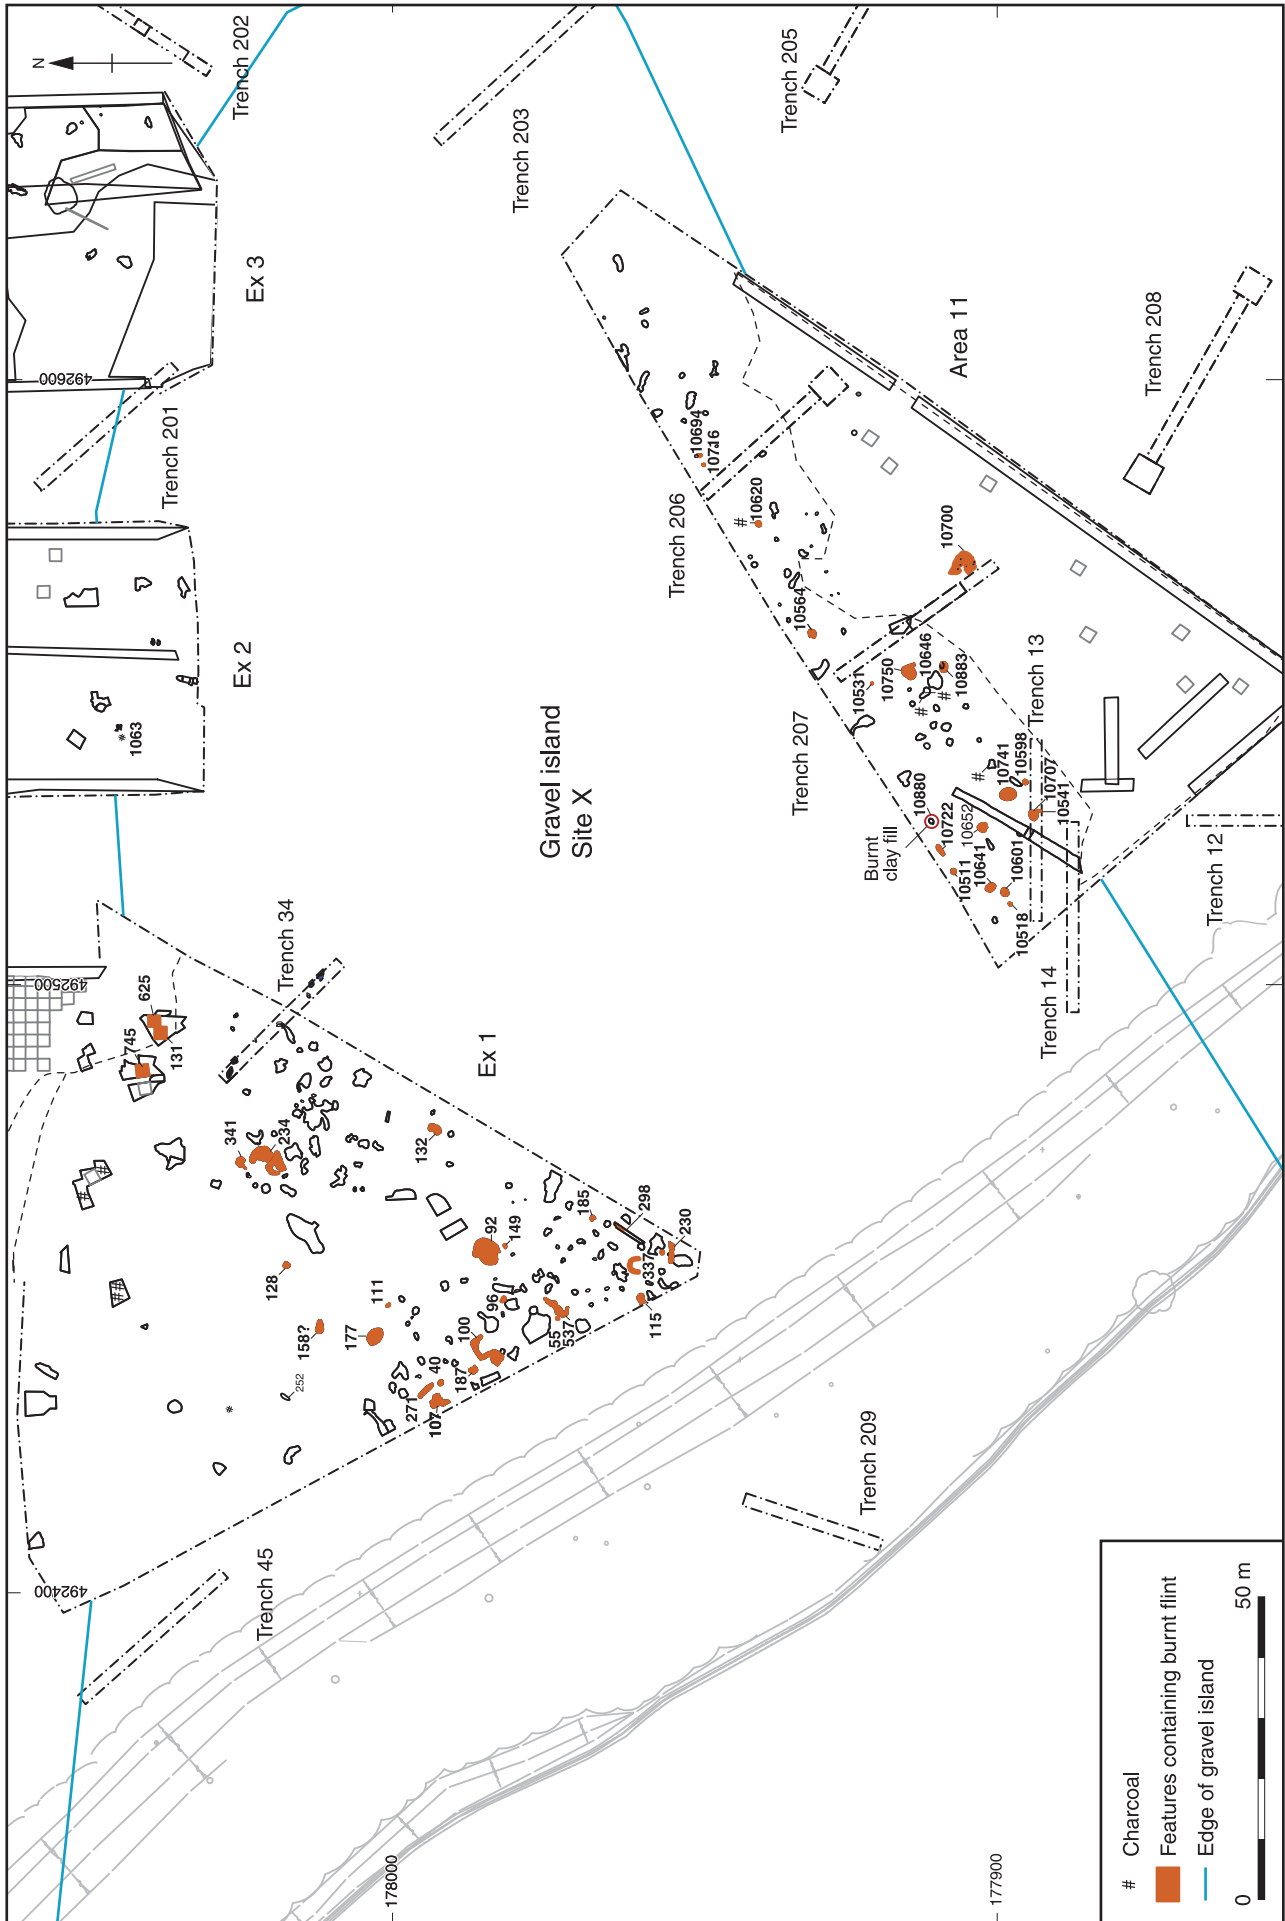 N
Trench 202
Trench 203
Trench 205
Ex 3
492600
Trench 201
Area 11
Trench 208
10694
10716
Trench 206
#
10620
10700
10564
Ex 2
*
1063
10531
10750
10646
10883
#
#
Trench 13
Gravel island
Site X
Trench 207
#
10741
10598
10707
10541
10880
10722
10652
Burnt
clay fill
10511
10641
10601
10518
Trench 12
Trench 14
492500
625
745
131
Trench 34
Ex 1
341
234
132
#
#
##
128
158?
111
177
92
149
185
298
230
337
115
96
55
537
100
187
40
271
107
252
*
Trench 209
492400
Trench 45
178000
177900
# Charcoal
Features containing burnt flint
Edge of gravel island
0 50 m